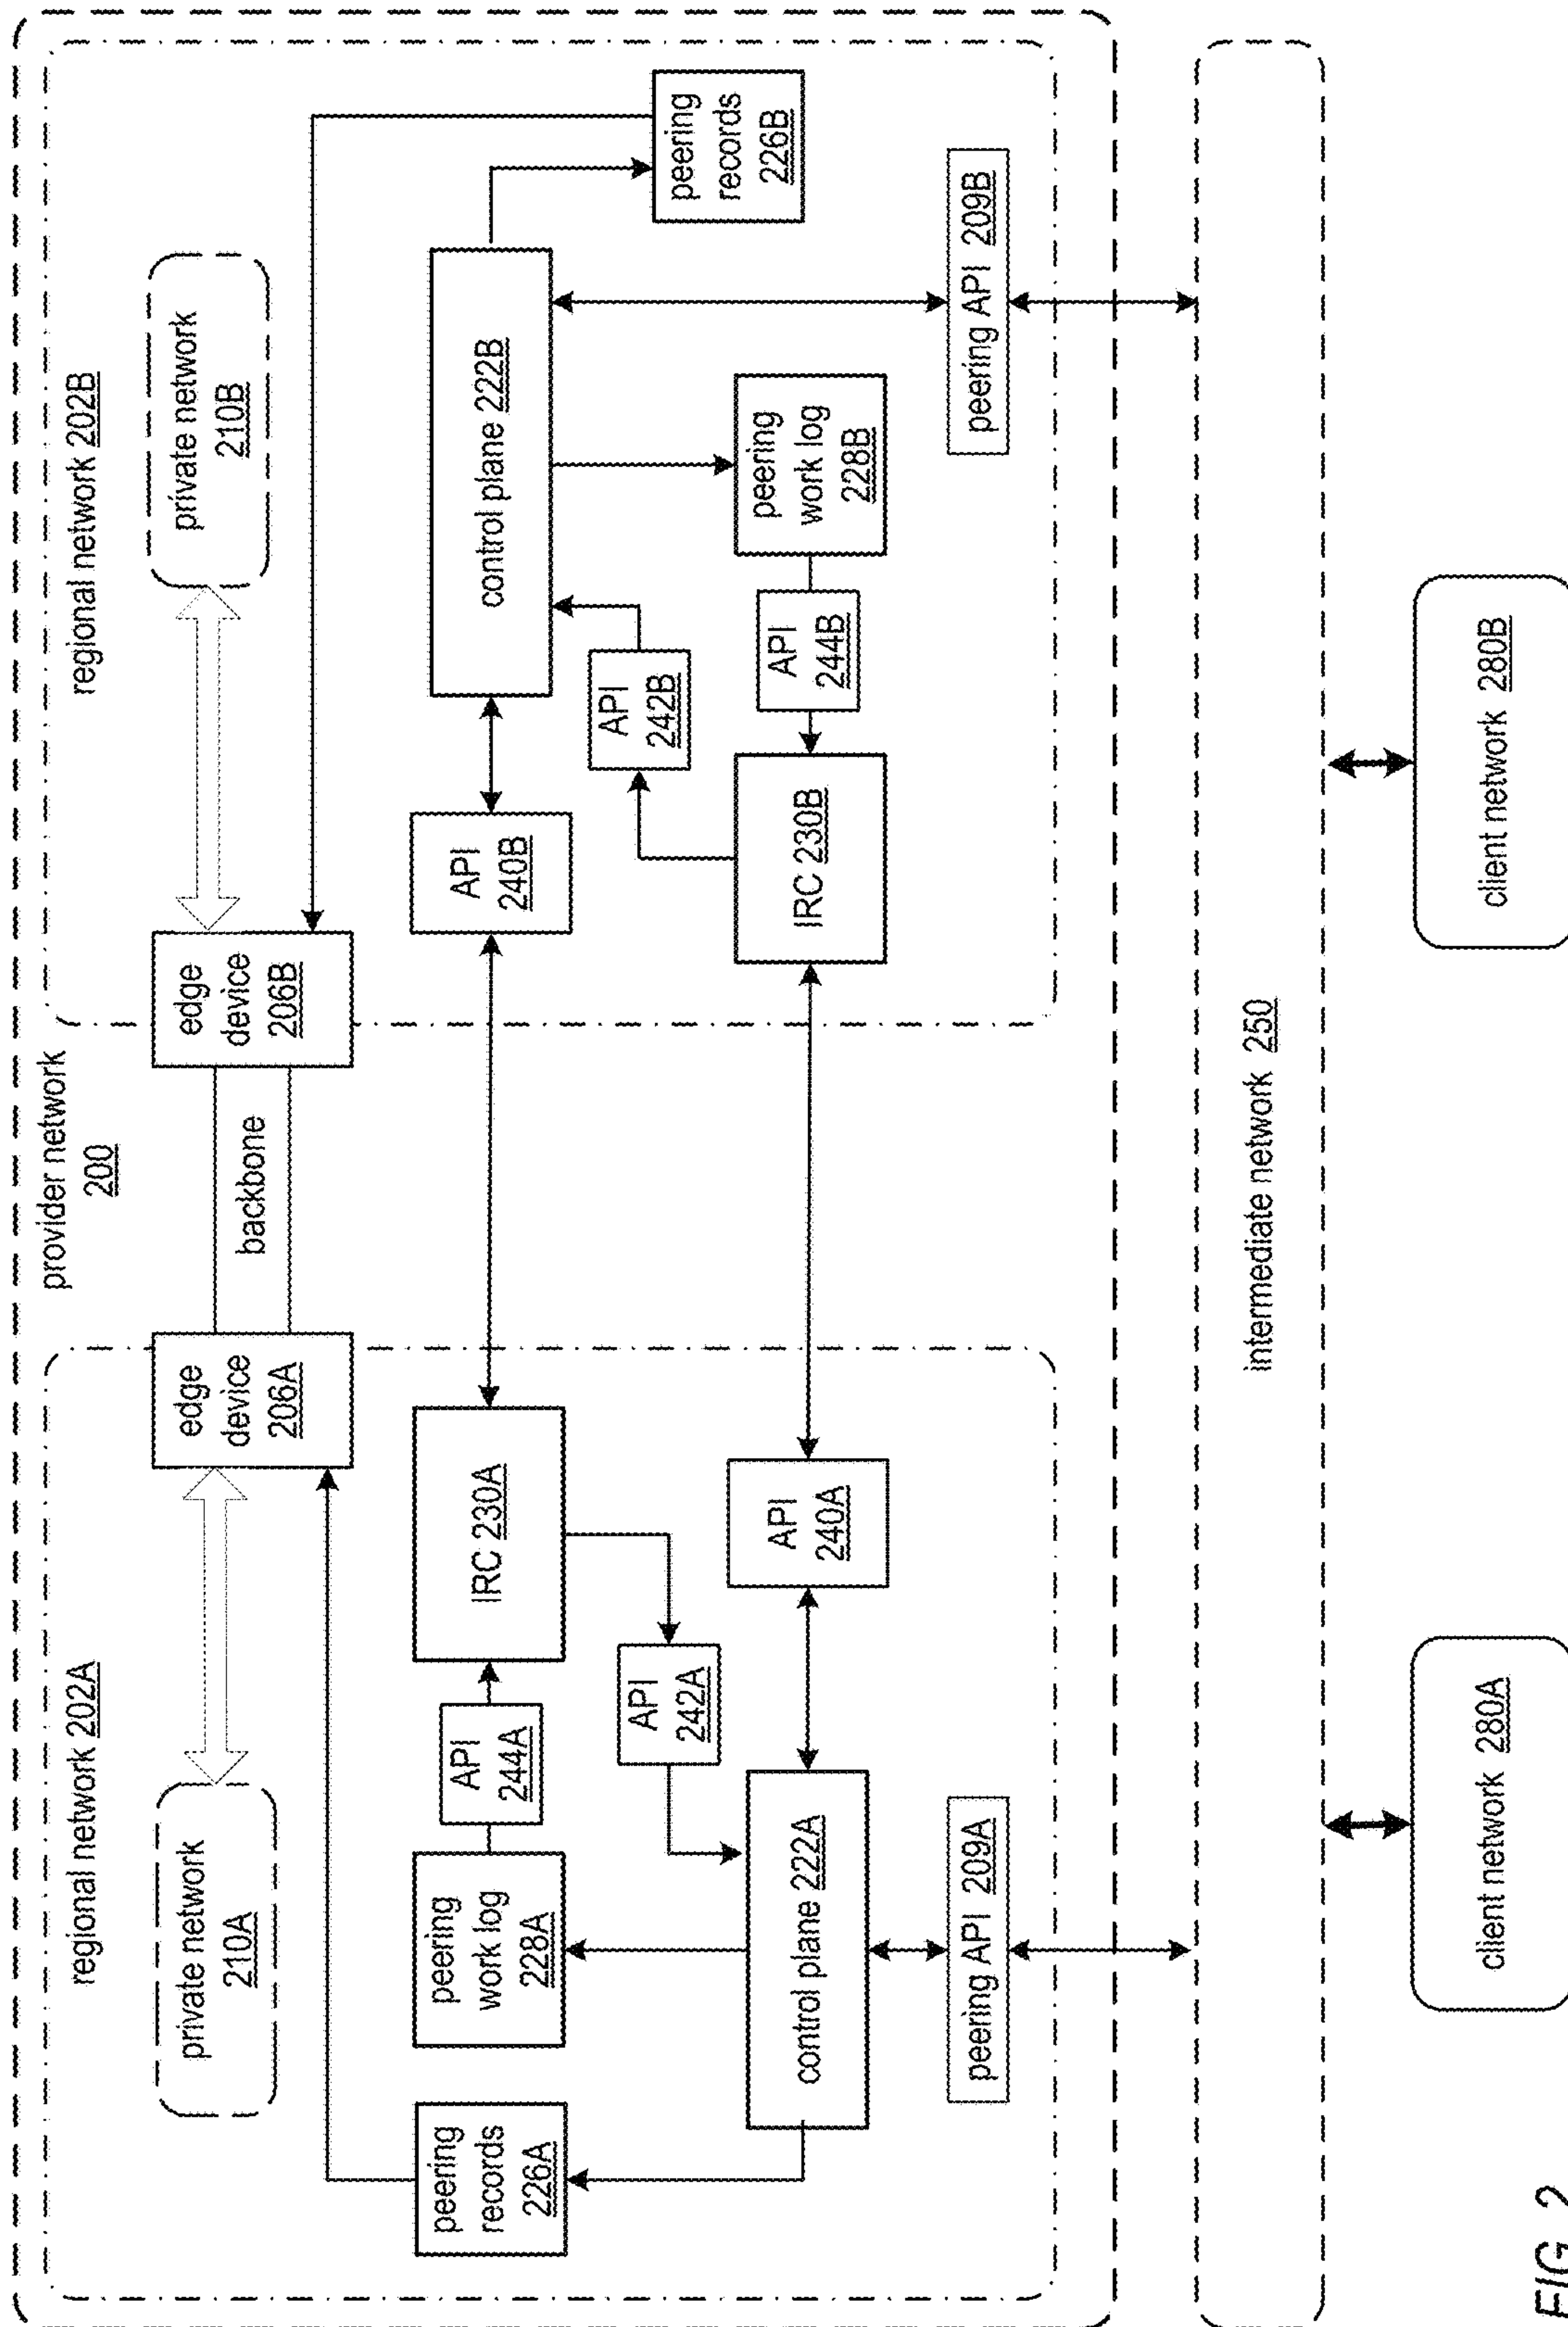 provider network
200
regional network 202A
regional network 202B
private network
210A
edge
device
206A
backbone
edge
device
206B
private network
210B
peering
records
226A
peering
work log
228A
API
244A
IRC 230A
API
242A
control plane 222A
API
240A
peering API 209A
API
240B
control plane 222B
peering
records
226B
API
242B
IRC 230B
API
244B
peering
work log
228B
peering API 209B
intermediate network 250
client network 280A
client network 280B
FIG. 2